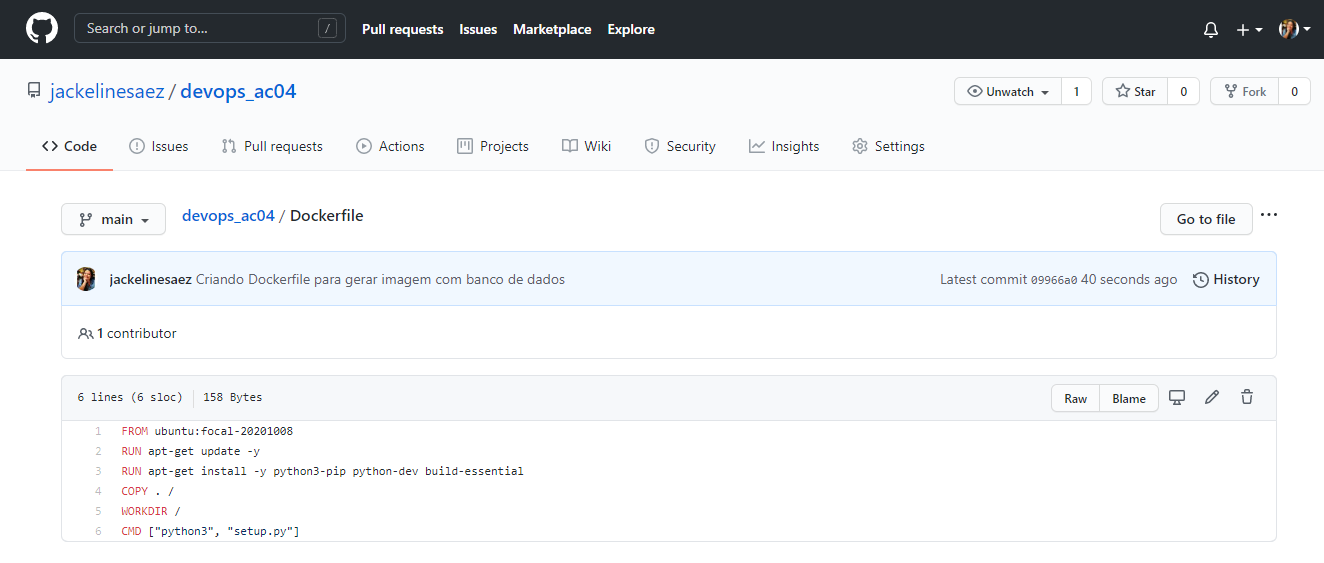 Search or jump to... /
Pull requests Issues Marketplace Explore
jackelinesaez / devops_ac04
Unwatch 1 Star 0 Fork 0
Code Issues Pull requests Actions Projects Wiki Security Insights Settings
main devops_ac04 / Dockerfile Go to file ...
jackelinesaez Criando Dockerfile para gerar imagem com banco de dados Latest commit 09966a0 40 seconds ago History
1 contributor
6 lines (6 sloc) 158 Bytes Raw Blame
1 FROM ubuntu:focal-20201008
2 RUN apt-get update -y
3 RUN apt-get install -y python3-pip python-dev build-essential
4 COPY . /
5 WORKDIR /
6 CMD ["python3", "setup.py"]